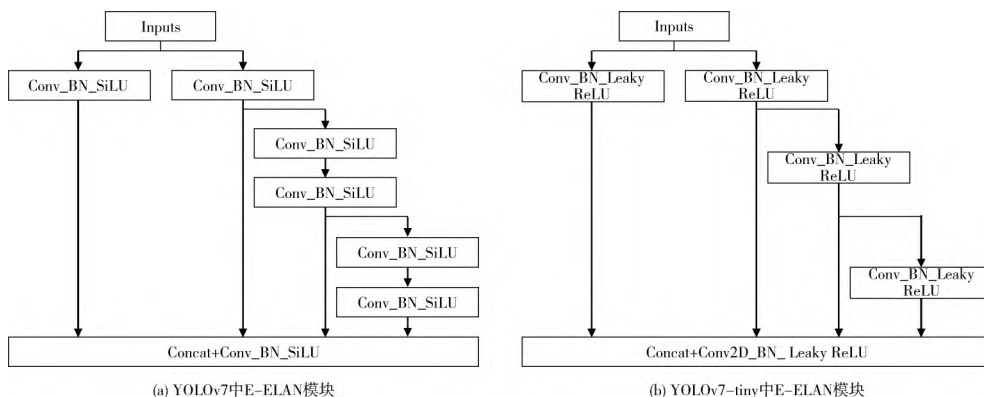 Inputs
Conv_BN_SiLU
Conv_BN_SiLU
Conv_BN_SiLU
Conv_BN_SiLU
Conv_BN_SiLU
Conv_BN_SiLU
Concat+Conv_BN_SiLU
(a) YOLOv7中E-ELAN模块
Inputs
Conv_BN_Leaky
ReLU
Conv_BN_Leaky
ReLU
Conv_BN_Leaky
ReLU
Conv_BN_Leaky
ReLU
Concat+Conv2D_BN_ Leaky ReLU
(b) YOLOv7-tiny中E-ELAN模块